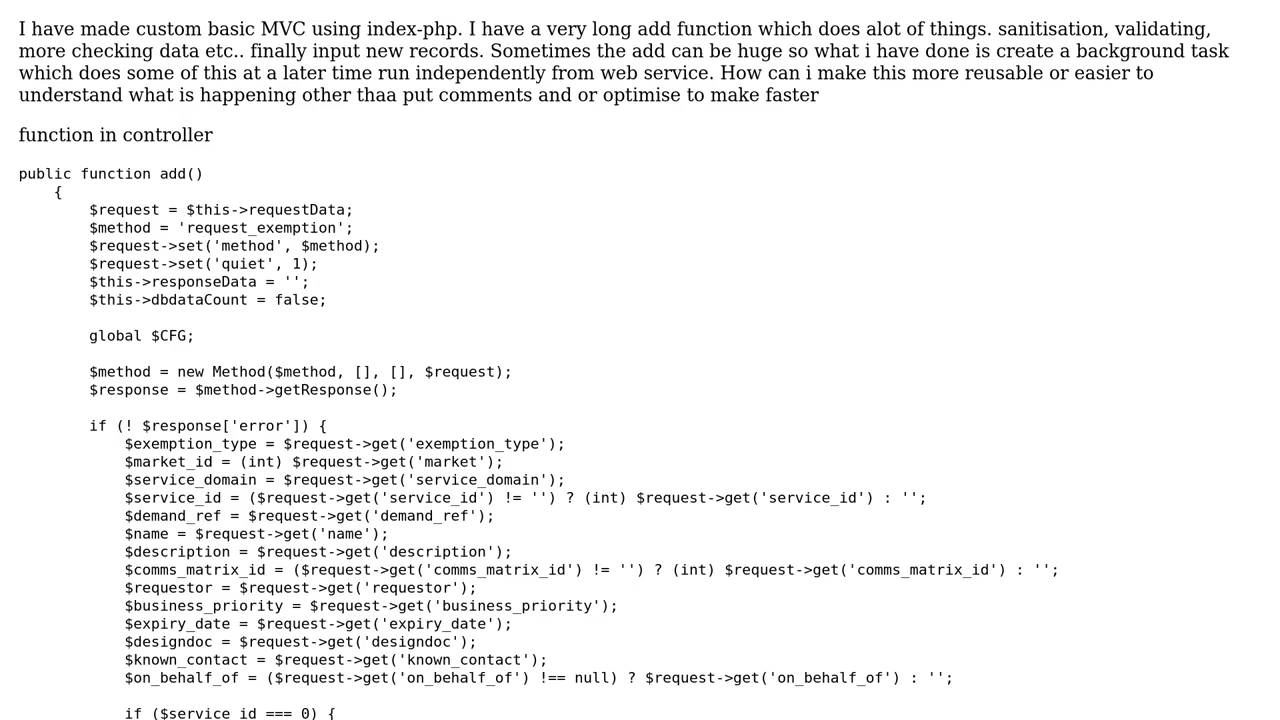 I have made custom basic MVC using index-php. I have a very long add function which does alot of things. sanitisation, validating,
more checking data etc.. finally input new records. Sometimes the add can be huge so what i have done is create a background task
which does some of this at a later time run independently from web service. How can i make this more reusable or easier to
understand what is happening other thaa put comments and or optimise to make faster
function in controller
public function add()
    {
        $request = $this->requestData;
        $method = 'request_exemption';
        $request->set('method', $method);
        $request->set('quiet', 1);
        $this->responseData = '';
        $this->dbdataCount = false;
        global $CFG;
        $method = new Method($method, [], [], $request);
        $response = $method->getResponse();
        if (! $response['error']) {
            $exemption_type = $request->get('exemption_type');
            $market_id = (int) $request->get('market');
            $service_domain = $request->get('service_domain');
            $service_id = ($request->get('service_id') != '') ? (int) $request->get('service_id') : '';
            $demand_ref = $request->get('demand_ref');
            $name = $request->get('name');
            $description = $request->get('description');
            $comms_matrix_id = ($request->get('comms_matrix_id') != '') ? (int) $request->get('comms_matrix_id') : '';
            $requestor = $request->get('requestor');
            $business_priority = $request->get('business_priority');
            $expiry_date = $request->get('expiry_date');
            $designdoc = $request->get('designdoc');
            $known_contact = $request->get('known_contact');
            $on_behalf_of = ($request->get('on_behalf_of') !== null) ? $request->get('on_behalf_of') : '';
            if ($service_id === 0) {